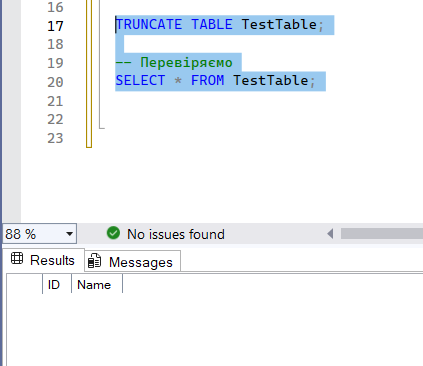 16
17 TRUNCATE TABLE TestTable;
18
19 -- Перевіряємо
20 SELECT * FROM TestTable;
21
22
23
88 % No issues found
Results Messages
ID Name